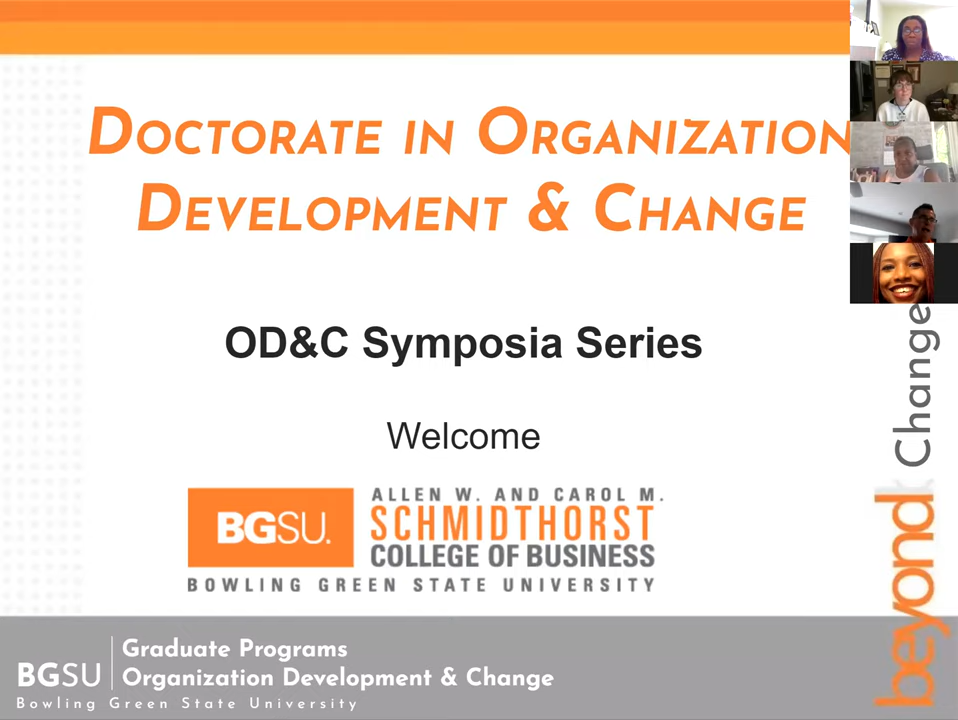 DOCTORATE IN ORGANIZATION
DEVELOPMENT & CHANGE
OD&C Symposia Series
Welcome
BGSU.
ALLEN W. AND CAROL M.
SCHMIDTHORST
COLLEGE OF BUSINESS
BOWLING GREEN STATE UNIVERSITY
beyond Change
BGSU
Graduate Programs
Organization Development & Change
Bowling Green State University